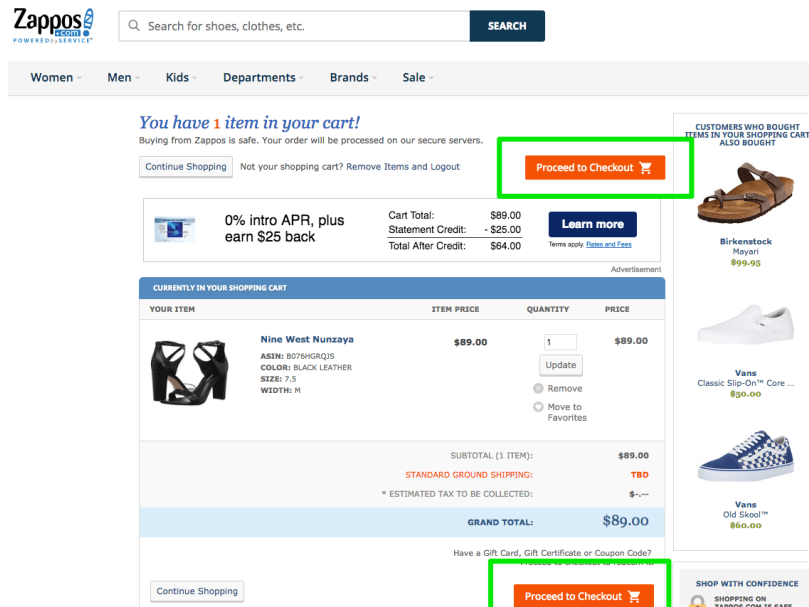 Zappos
.com
POWERED by SERVICE™
Search for shoes, clothes, etc.
SEARCH
Women
Men
Kids
Departments
Brands
Sale
You have 1 item in your cart!
Buying from Zappos is safe. Your order will be processed on our secure servers.
Continue Shopping
Not your shopping cart? Remove Items and Logout
Proceed to Checkout
0% intro APR, plus
earn $25 back
Cart Total: $89.00
Statement Credit: - $25.00
Total After Credit: $64.00
Learn more
Terms apply. Rates and Fees
Advertisement
CURRENTLY IN YOUR SHOPPING CART
YOUR ITEM ITEM PRICE QUANTITY PRICE
Nine West Nunzaya
ASIN: B076HGRQJS
COLOR: BLACK LEATHER
SIZE: 7.5
WIDTH: M
$89.00
1
Update
Remove
Move to
Favorites
$89.00
SUBTOTAL (1 ITEM): $89.00
STANDARD GROUND SHIPPING: TBD
* ESTIMATED TAX TO BE COLLECTED: $-.--
GRAND TOTAL: $89.00
Have a Gift Card, Gift Certificate or Coupon Code?
Proceed to checkout to redeem it.
Continue Shopping
Proceed to Checkout
CUSTOMERS WHO BOUGHT
ITEMS IN YOUR SHOPPING CART
ALSO BOUGHT
Birkenstock
Mayari
$99.95
Vans
Classic Slip-On™ Core ...
$50.00
Vans
Old Skool™
$60.00
SHOP WITH CONFIDENCE
SHOPPING ON
ZAPPOS.COM IS SAFE